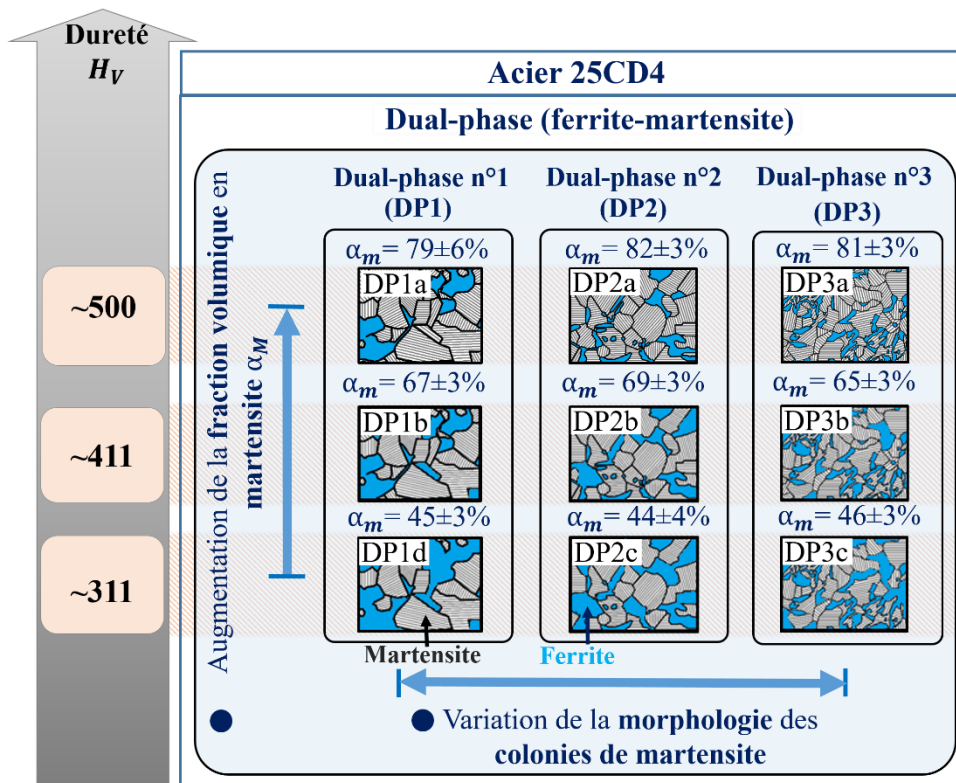 Dureté
H_V
Acier 25CD4
Dual-phase (ferrite-martensite)
Dual-phase n°1
(DP1)
Dual-phase n°2
(DP2)
Dual-phase n°3
(DP3)
Augmentation de la fraction volumique en
martensite α_M
~500
α_m= 79±6%
DP1a
α_m= 82±3%
DP2a
α_m= 81±3%
DP3a
~411
α_m= 67±3%
DP1b
α_m= 69±3%
DP2b
α_m= 65±3%
DP3b
~311
α_m= 45±3%
DP1d
α_m= 44±4%
DP2c
α_m= 46±3%
DP3c
Martensite
Ferrite
● Variation de la morphologie des
colonies de martensite